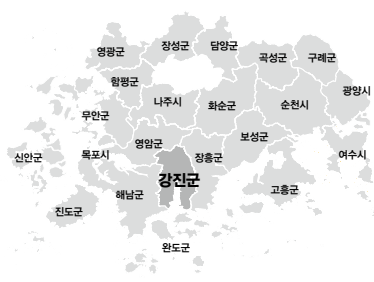 영광군
장성군
담양군
곡성군
구례군
함평군
나주시
화순군
순천시
광양시
무안군
영암군
보성군
신안군
목포시
장흥군
여수시
강진군
해남군
고흥군
진도군
완도군